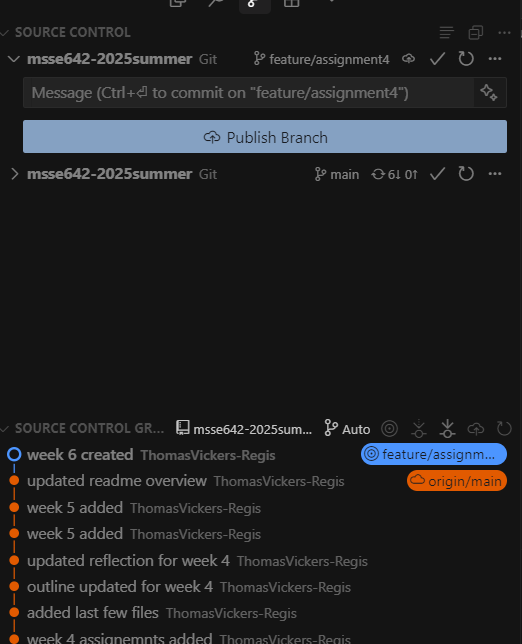 SOURCE CONTROL
msse642-2025summer Git feature/assignment4
Message (Ctrl+⏎ to commit on "feature/assignment4")
Publish Branch
msse642-2025summer Git main 6↓ 0↑
SOURCE CONTROL GR... msse642-2025sum... Auto
week 6 created ThomasVickers-Regis feature/assignm...
updated readme overview ThomasVickers-Regis origin/main
week 5 added ThomasVickers-Regis
week 5 added ThomasVickers-Regis
updated reflection for week 4 ThomasVickers-Regis
outline updated for week 4 ThomasVickers-Regis
added last few files ThomasVickers-Regis
week 4 assignemnts added ThomasVickers-Regis